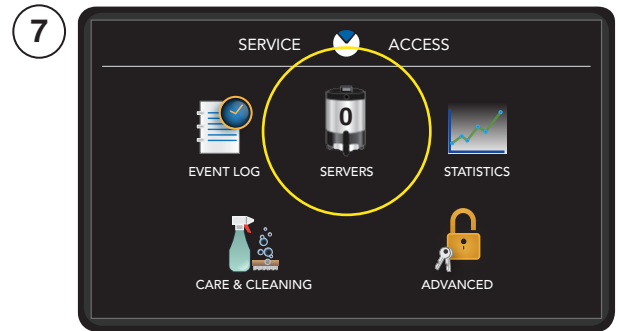 7
SERVICE ACCESS
0
EVENT LOG SERVERS STATISTICS
CARE & CLEANING ADVANCED